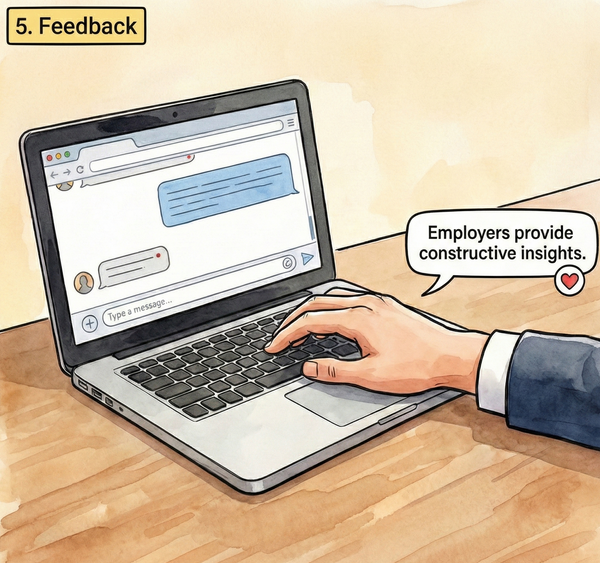 5. Feedback
Employers provide
constructive insights.
Type a message...